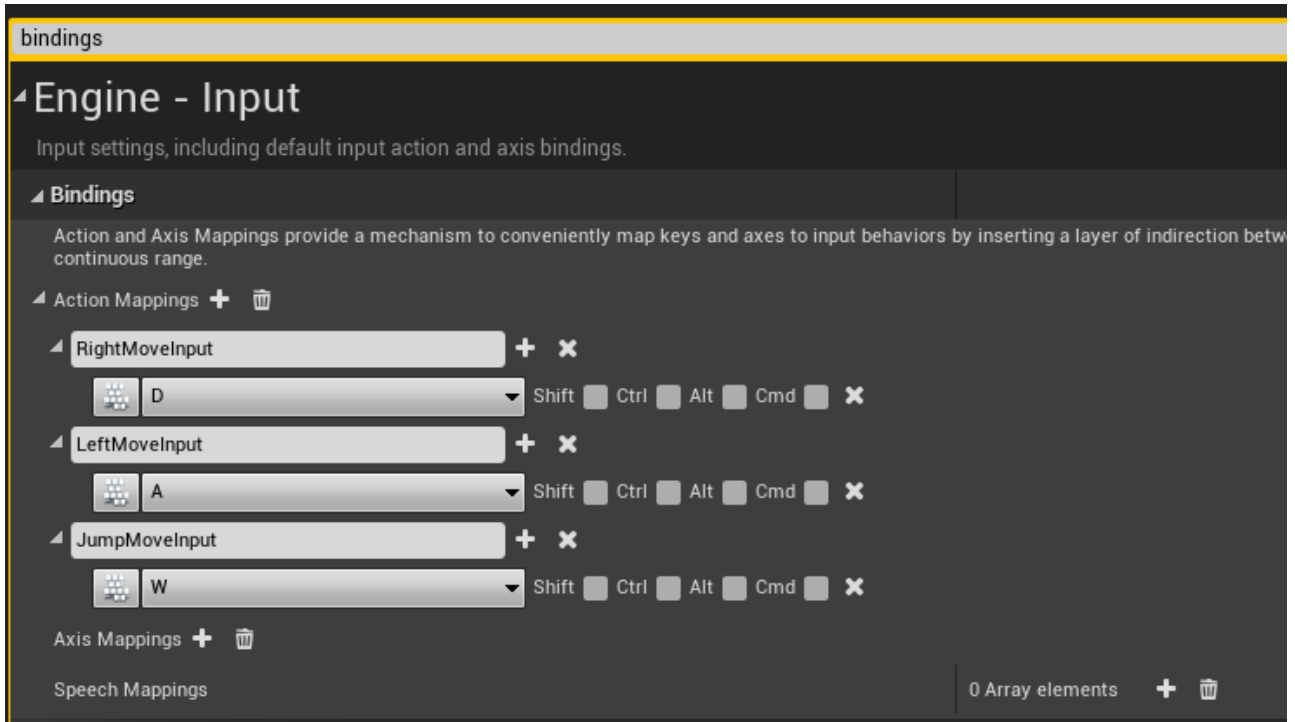 bindings
Engine - Input
Input settings, including default input action and axis bindings.
Bindings
Action and Axis Mappings provide a mechanism to conveniently map keys and axes to input behaviors by inserting a layer of indirection
continuous range.
Action Mappings
RightMoveInput
D Shift Ctrl Alt Cmd
LeftMoveInput
A Shift Ctrl Alt Cmd
JumpMoveInput
W Shift Ctrl Alt Cmd
Axis Mappings
Speech Mappings 0 Array elements